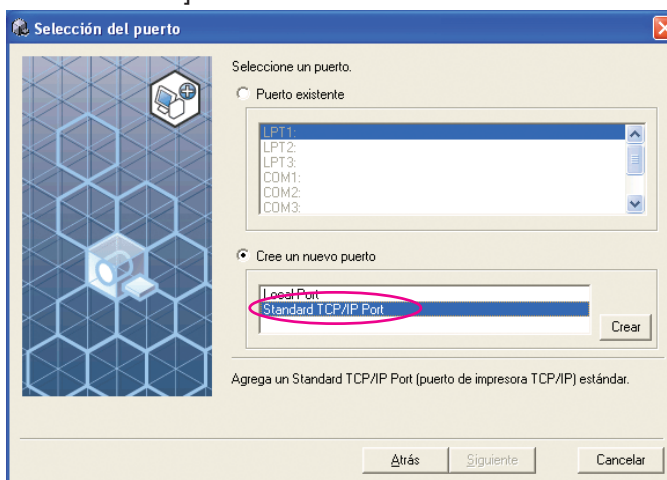 ]
Selección del puerto
Seleccione un puerto.
Puerto existente
LPT1:
LPT2:
LPT3:
COM1:
COM2:
COM3:
Cree un nuevo puerto
Local Port
Standard TCP/IP Port
Crear
Agrega un Standard TCP/IP Port (puerto de impresora TCP/IP) estándar.
Atrás
Siguiente
Cancelar